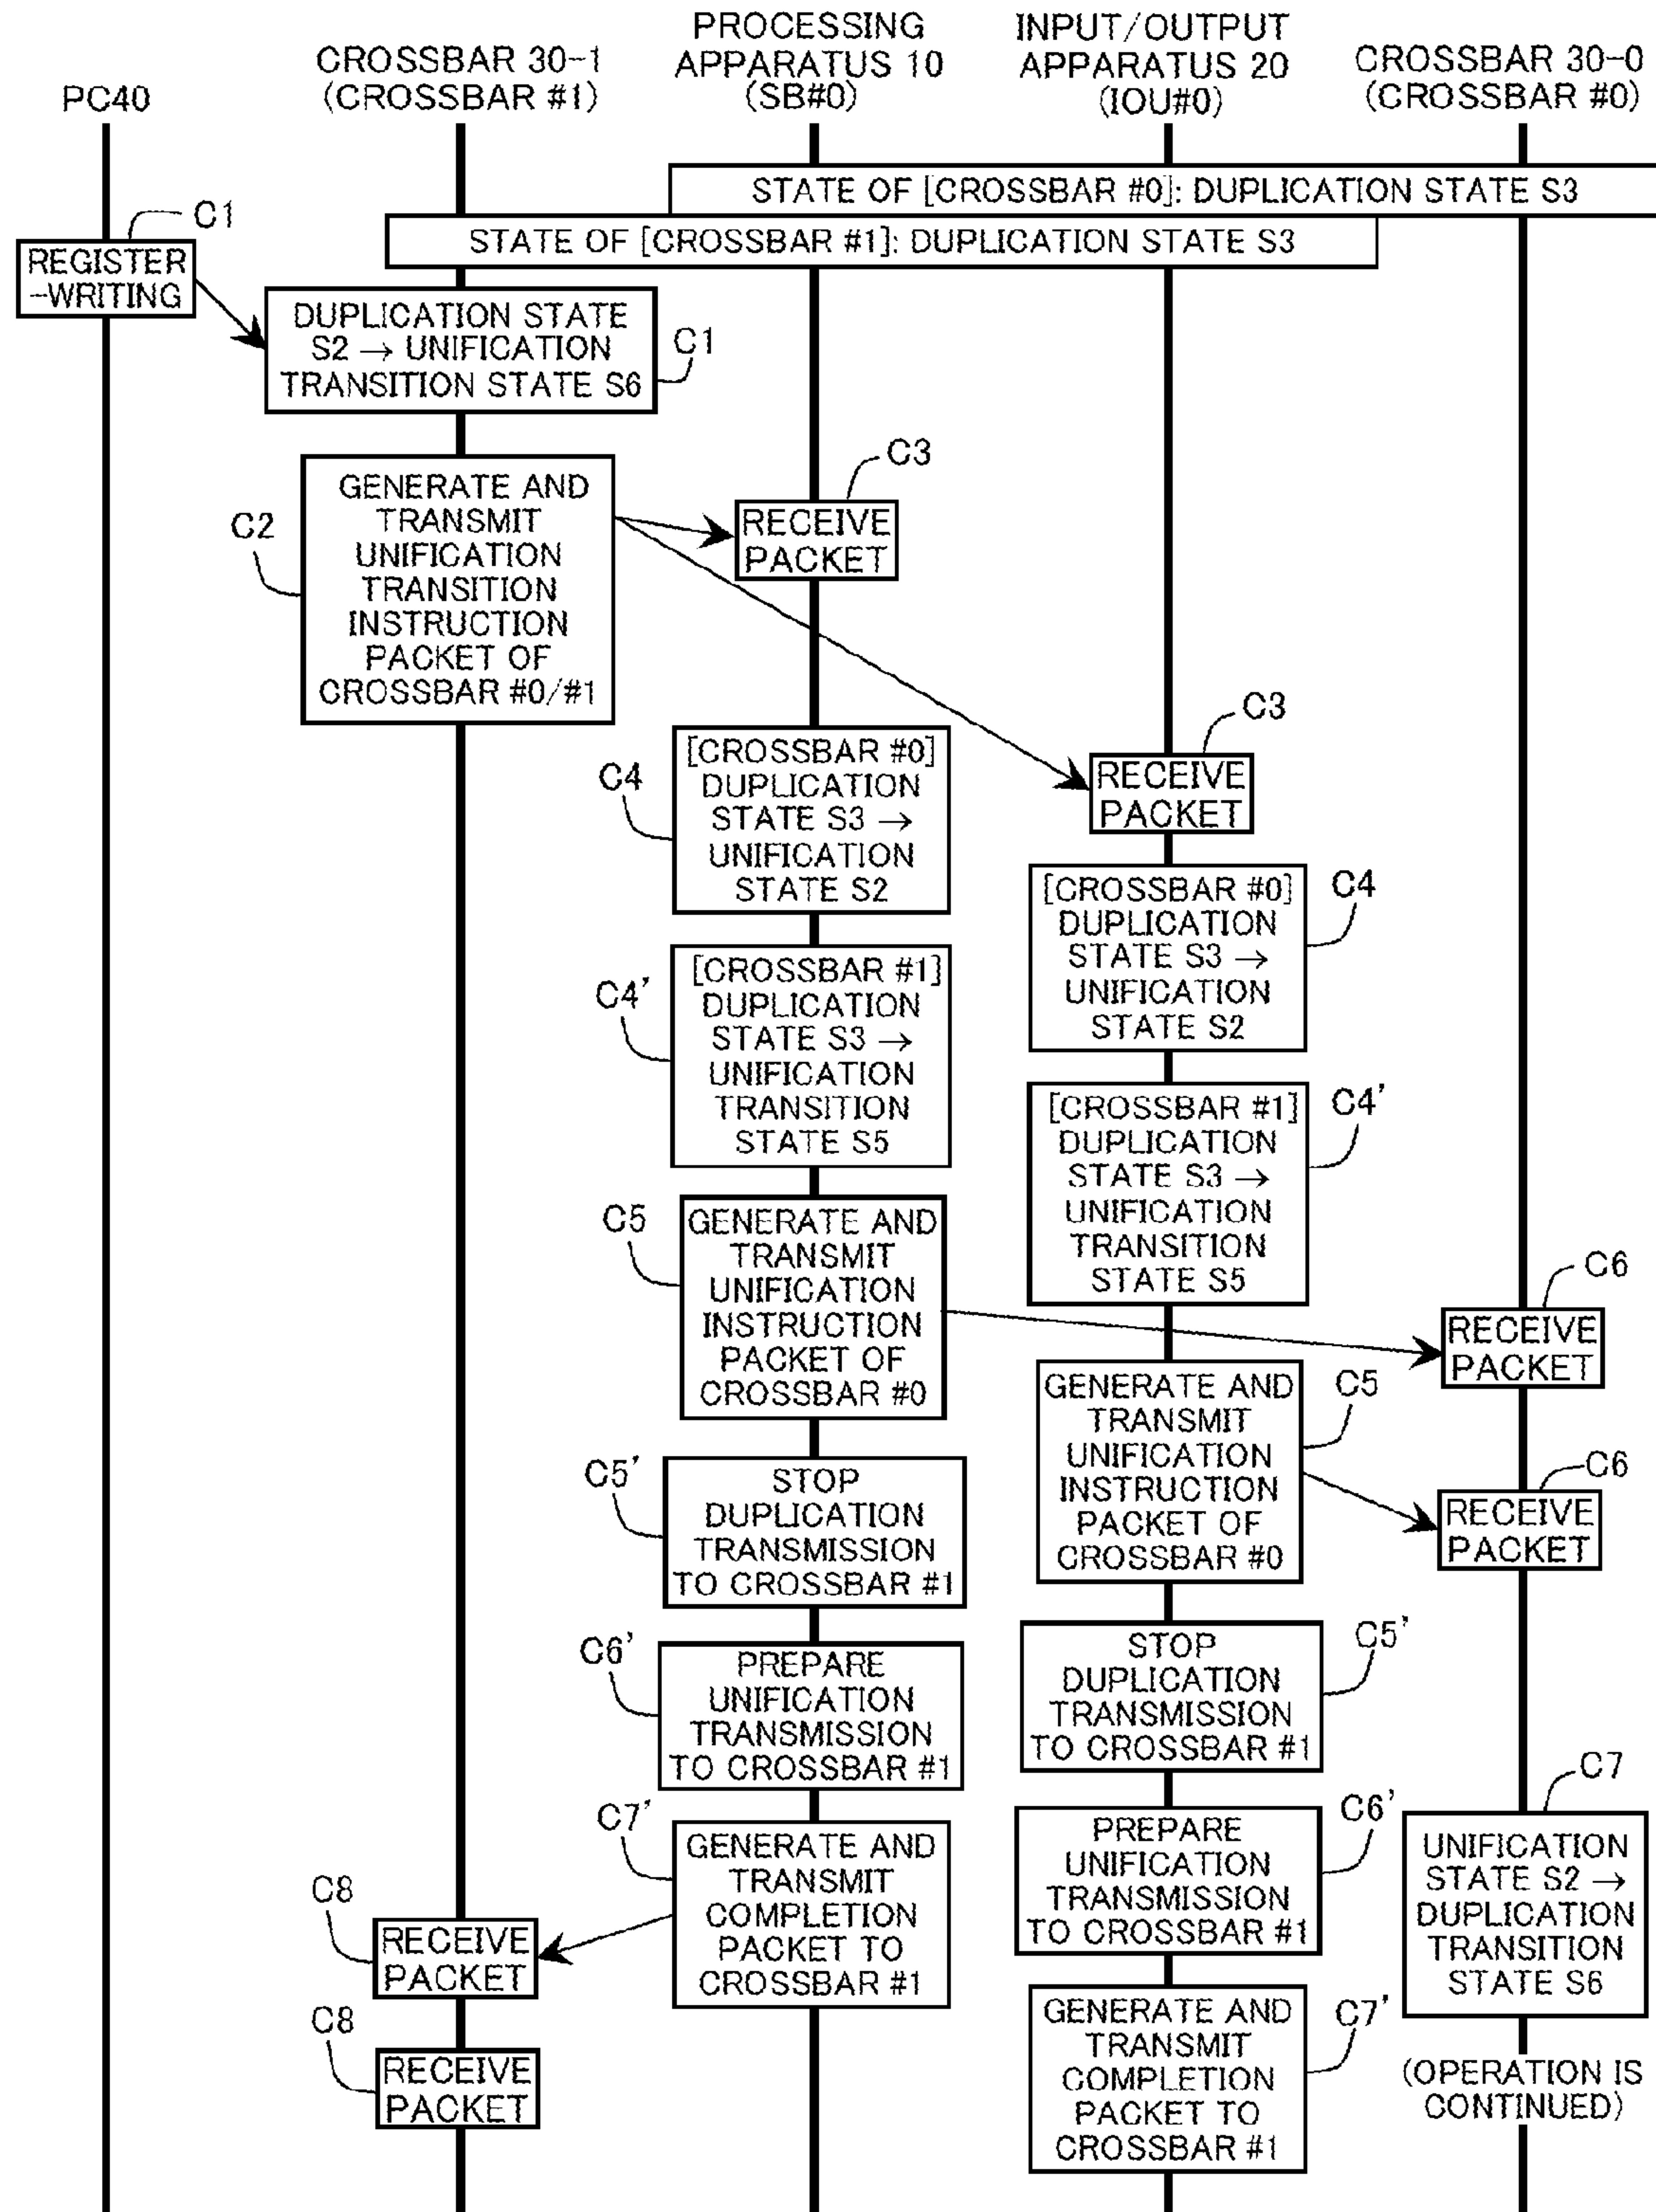 PC40
CROSSBAR 30-1
(CROSSBAR #1)
PROCESSING
APPARATUS 10
(SB#0)
INPUT/OUTPUT
APPARATUS 20
(IOU#0)
CROSSBAR 30-0
(CROSSBAR #0)
STATE OF [CROSSBAR #0]: DUPLICATION STATE S3
STATE OF [CROSSBAR #1]: DUPLICATION STATE S3
C1
REGISTER
-WRITING
DUPLICATION STATE
S2 → UNIFICATION
TRANSITION STATE S6
C1
C2
GENERATE AND
TRANSMIT
UNIFICATION
TRANSITION
INSTRUCTION
PACKET OF
CROSSBAR #0/#1
C3
RECEIVE
PACKET
C3
RECEIVE
PACKET
C4
[CROSSBAR #0]
DUPLICATION
STATE S3 →
UNIFICATION
STATE S2
[CROSSBAR #0]
DUPLICATION
STATE S3 →
UNIFICATION
STATE S2
C4
C4'
[CROSSBAR #1]
DUPLICATION
STATE S3 →
UNIFICATION
TRANSITION
STATE S5
[CROSSBAR #1]
DUPLICATION
STATE S3 →
UNIFICATION
TRANSITION
STATE S5
C4'
C5
GENERATE AND
TRANSMIT
UNIFICATION
INSTRUCTION
PACKET OF
CROSSBAR #0
C6
RECEIVE
PACKET
GENERATE AND
TRANSMIT
UNIFICATION
INSTRUCTION
PACKET OF
CROSSBAR #0
C5
C6
RECEIVE
PACKET
C5'
STOP
DUPLICATION
TRANSMISSION
TO CROSSBAR #1
STOP
DUPLICATION
TRANSMISSION
TO CROSSBAR #1
C5'
C6'
PREPARE
UNIFICATION
TRANSMISSION
TO CROSSBAR #1
PREPARE
UNIFICATION
TRANSMISSION
TO CROSSBAR #1
C6'
C7
UNIFICATION
STATE S2 →
DUPLICATION
TRANSITION
STATE S6
C7'
GENERATE AND
TRANSMIT
COMPLETION
PACKET TO
CROSSBAR #1
C8
RECEIVE
PACKET
C8
RECEIVE
PACKET
GENERATE AND
TRANSMIT
COMPLETION
PACKET TO
CROSSBAR #1
C7'
(OPERATION IS
CONTINUED)